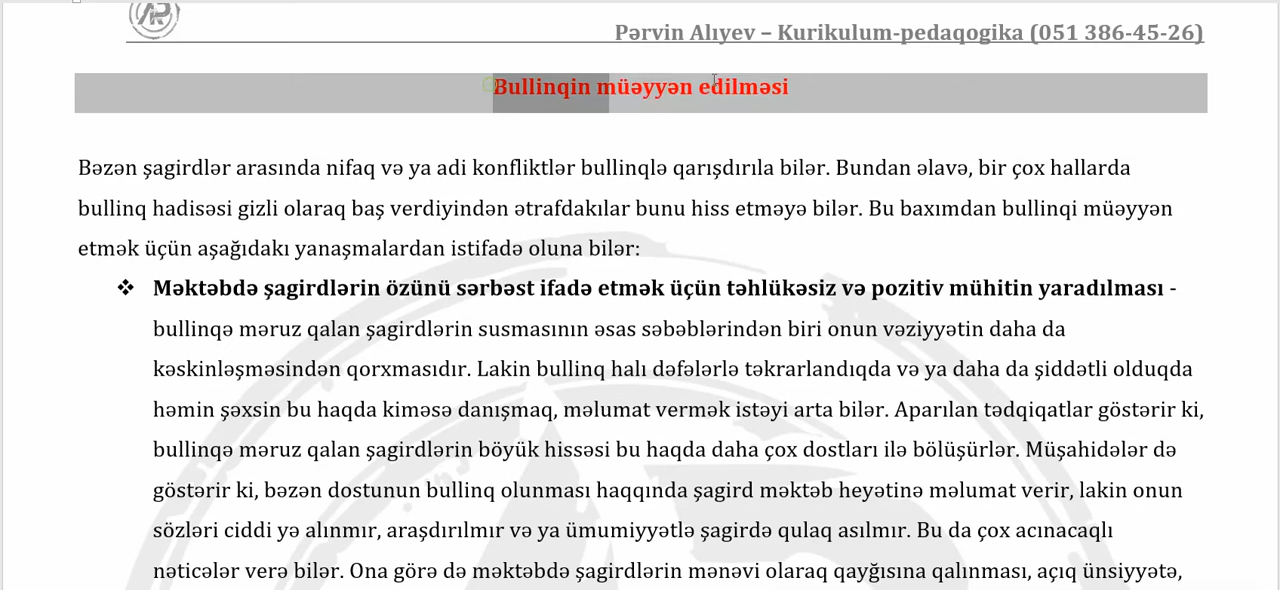 Pərvin Alıyev – Kurikulum-pedaqogika (051 386-45-26)
Bullinqin müəyyən edilməsi
Bəzən şagirdlər arasında nifaq və ya adi konfliktlər bullinqlə qarışdırıla bilər. Bundan əlavə, bir çox hallarda
bullinq hadisəsi gizli olaraq baş verdiyindən ətrafdakılar bunu hiss etməyə bilər. Bu baxımdan bullinqi müəyyən
etmək üçün aşağıdakı yanaşmalardan istifadə oluna bilər:
❖ Məktəbdə şagirdlərin özünü sərbəst ifadə etmək üçün təhlükəsiz və pozitiv mühitin yaradılması -
bullinqə məruz qalan şagirdlərin susmasının əsas səbəblərindən biri onun vəziyyətin daha da
kəskinləşməsindən qorxmasıdır. Lakin bullinq halı dəfələrlə təkrarlandıqda və ya daha da şiddətli olduqda
həmin şəxsin bu haqda kiməsə danışmaq, məlumat vermək istəyi arta bilər. Aparılan tədqiqatlar göstərir ki,
bullinqə məruz qalan şagirdlərin böyük hissəsi bu haqda daha çox dostları ilə bölüşürlər. Müşahidələr də
göstərir ki, bəzən dostunun bullinq olunması haqqında şagird məktəb heyətinə məlumat verir, lakin onun
sözləri ciddi yə alınmır, araşdırılmır və ya ümumiyyətlə şagirdə qulaq asılmır. Bu da çox acınacaqlı
nəticələr verə bilər. Ona görə də məktəbdə şagirdlərin mənəvi olaraq qayğısına qalınması, açıq ünsiyyətə,